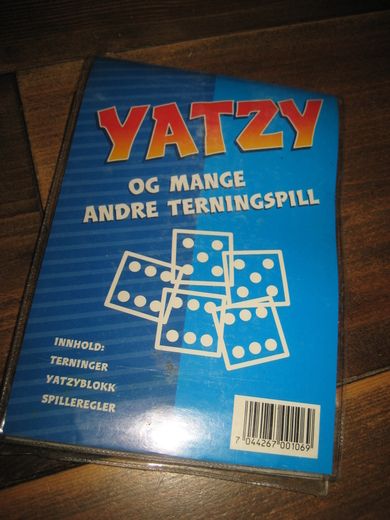 YATZY
OG MANGE
ANDRE TERNINGSPILL
INNHOLD:
TERNINGER
YATZYBLOKK
SPILLEREGLER
7 044267 001069